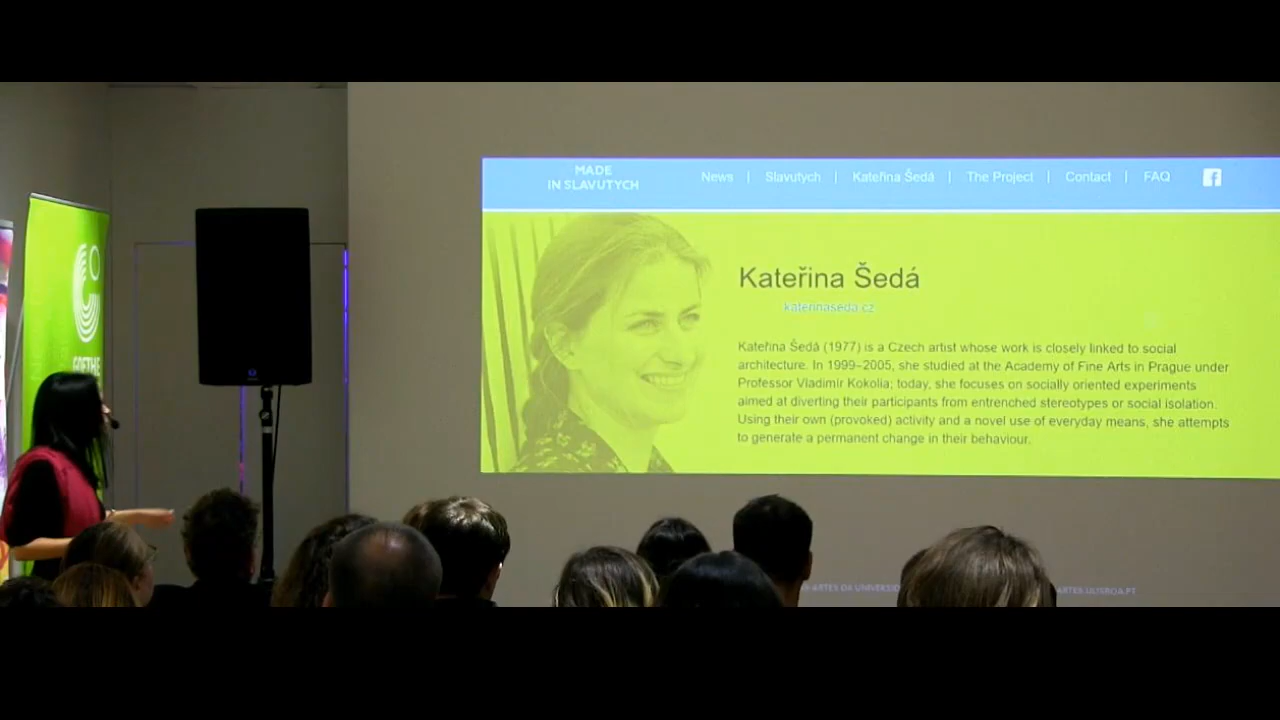 MADE
IN SLAVUTYCH
News | Slavutych | Kateřina Šedá | The Project | Contact | FAQ
Kateřina Šedá
katerinaseda.cz
Kateřina Šedá (1977) is a Czech artist whose work is closely linked to social
architecture. In 1999–2005, she studied at the Academy of Fine Arts in Prague under
Professor Vladimír Kokolia; today, she focuses on socially oriented experiments
aimed at diverting their participants from entrenched stereotypes or social isolation.
Using their own (provoked) activity and a novel use of everyday means, she attempts
to generate a permanent change in their behaviour.
GOETHE
ARTES DA